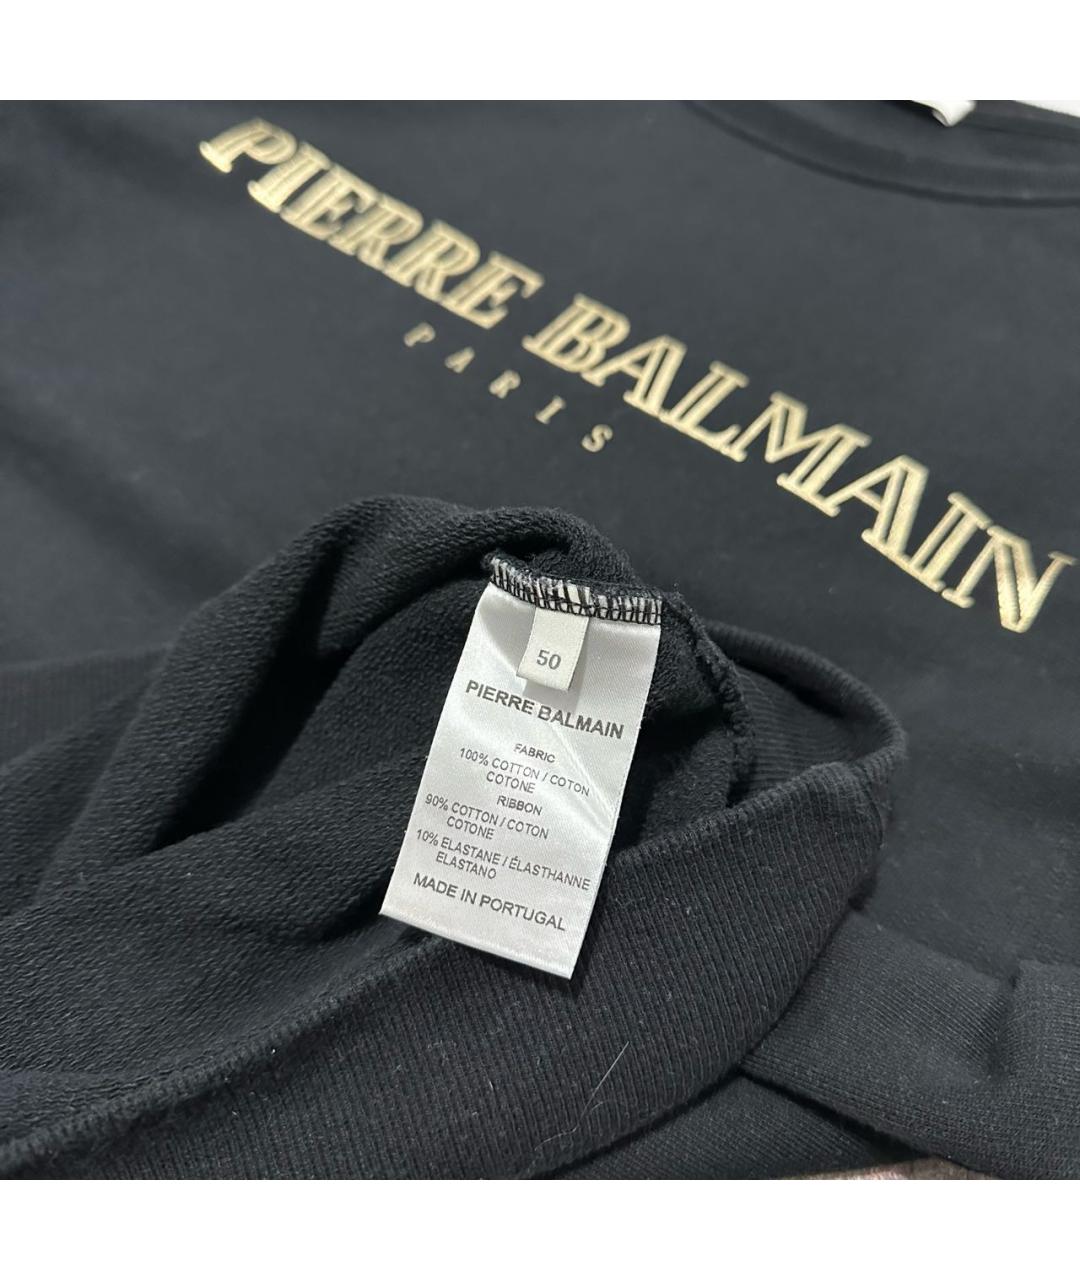 PIERRE BALMAIN
PARIS
50
PIERRE BALMAIN
FABRIC
100% COTTON / COTON
COTONE
RIBBON
90% COTTON / COTON
COTONE
10% ELASTANE / ÉLASTHANNE
ELASTANO
MADE IN PORTUGAL